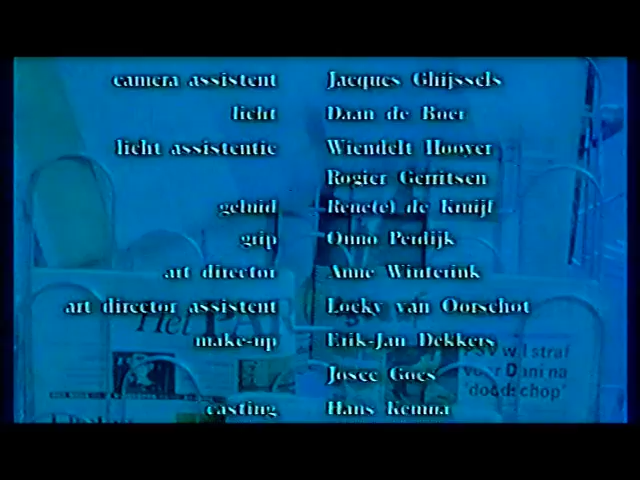 camera assistent Jacques Ghijssels
licht Daan de Boer
licht assistentie Wiendelt Hooyer
Rogier Gerritsen
geluid Rene(e) de Kruijf
grip Onno Perdijk
art director Anne Winterink
art director assistent Locky van Oorschot
make-up Erik-Jan Dekkers
Josee Goes
casting Hans Kemna
Het PAR
PSV wil straf
voor Dani na
'doodschop'